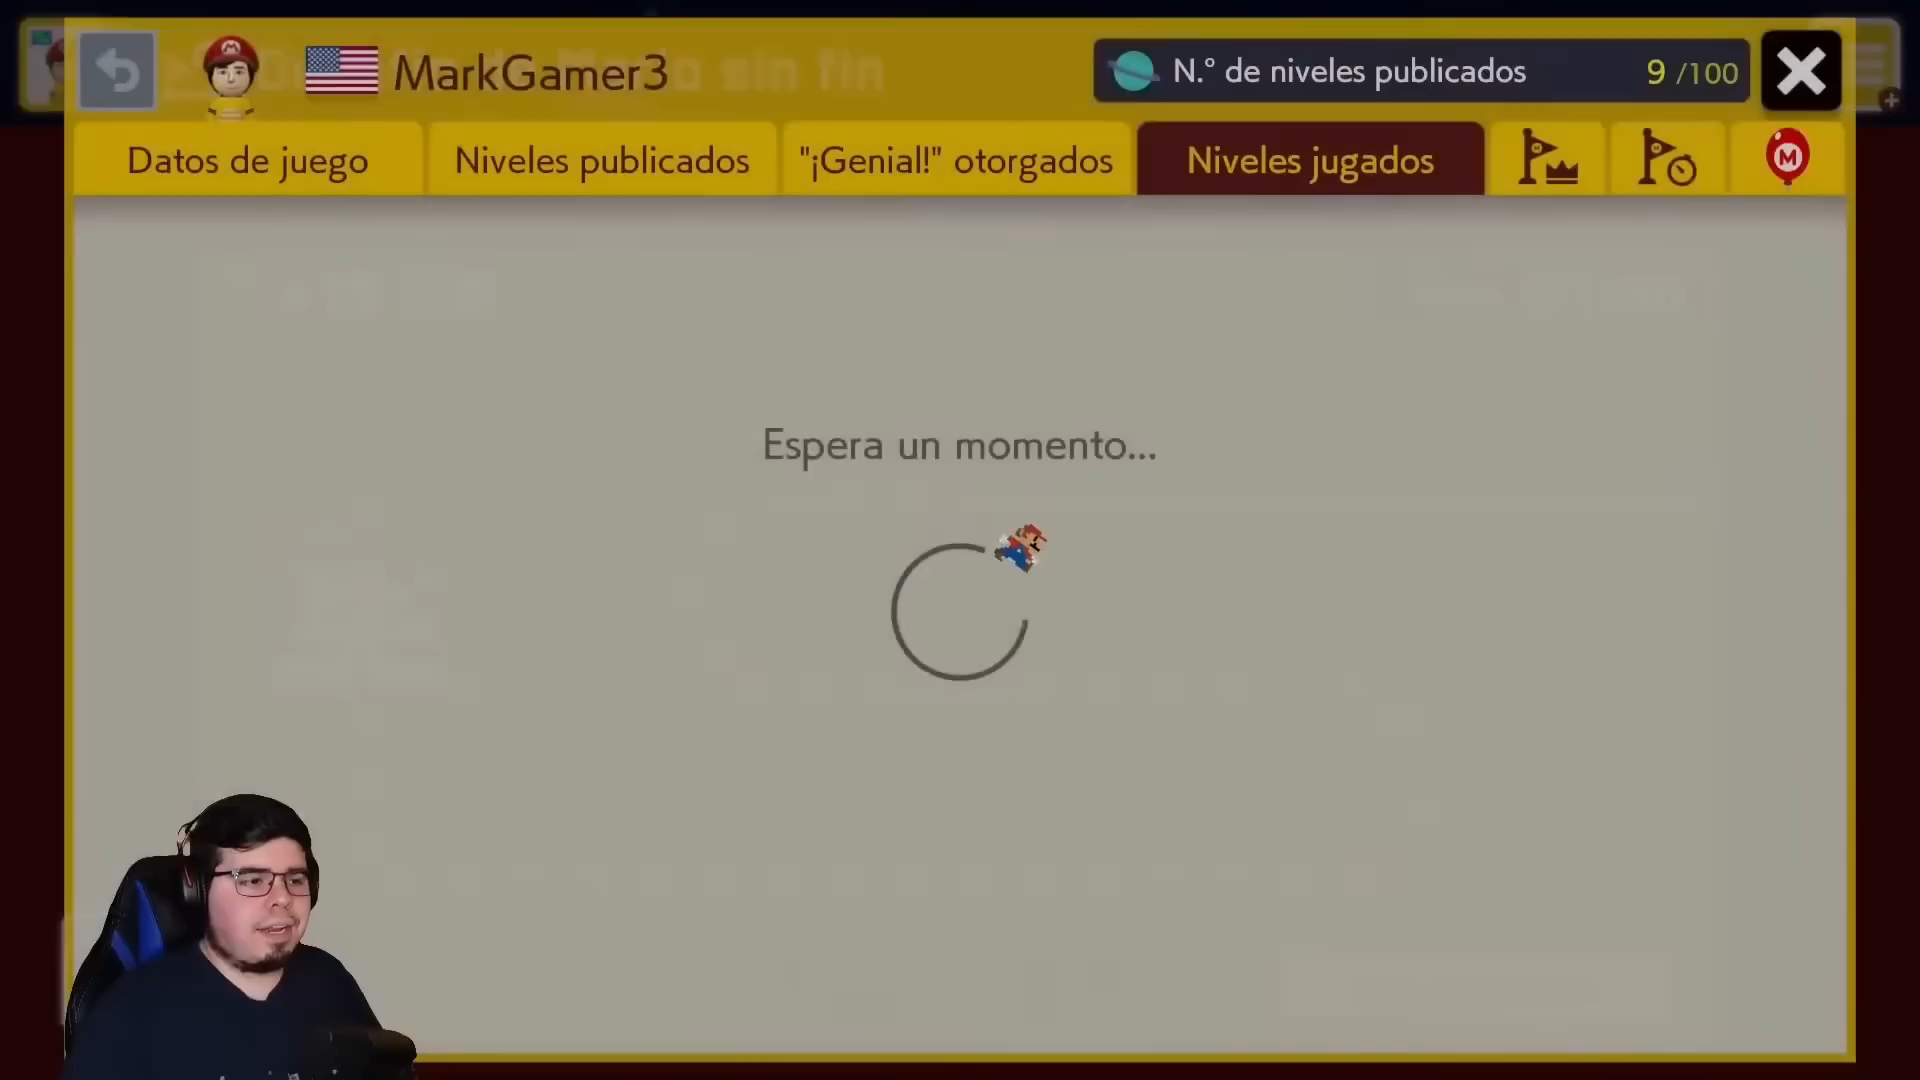 MarkGamer3
N.° de niveles publicados 9 /100
Datos de juego
Niveles publicados
"¡Genial!" otorgados
Niveles jugados
M
Espera un momento...